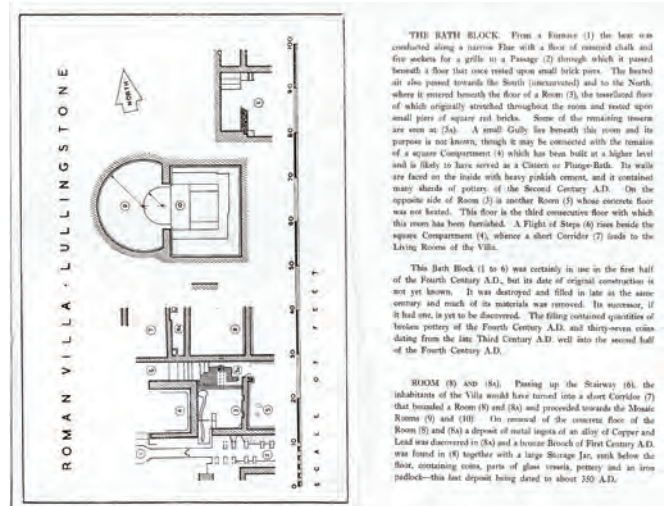 ROMAN VILLA · LULLINGSTONE
NORTH
SCALE OF FEET
0 10 20 30 40 50 60 70 80 90 100
THE BATH BLOCK. From a Furnace (1) the heat was
conducted along a narrow Flue with a floor of rammed chalk and
five sockets for a grille to a Passage (2) through which it passed
beneath a floor that once rested upon small brick piers. The heated
air also passed towards the South (unexcavated) and to the North,
where it entered beneath the floor of a Room (3), the tessellated floor
of which originally stretched throughout the room and rested upon
small piers of square red bricks. Some of the remaining tesserae
are seen at (3a). A small Gully lies beneath this room and its
purpose is not known, though it may be connected with the remains
of a square Compartment (4) which has been built at a higher level
and is likely to have served as a Cistern or Plunge-Bath. Its walls
are faced on the inside with heavy pinkish cement, and it contained
many sherds of pottery of the Second Century A.D. On the
opposite side of Room (3) is another Room (5) whose concrete floor
was not heated. This floor is the third consecutive floor with which
this room has been furnished. A Flight of Steps (6) rises beside the
square Compartment (4), whence a short Corridor (7) leads to the
Living Rooms of the Villa.
This Bath Block (1 to 6) was certainly in use in the first half
of the Fourth Century A.D., but its date of original construction is
not yet known. It was destroyed and filled in late in the same
century and much of its materials was removed. Its successor, if
it had one, is yet to be discovered. The filling contained quantities of
broken pottery of the Fourth Century A.D. and thirty-seven coins
dating from the late Third Century A.D. well into the second half
of the Fourth Century A.D.
ROOM (8) AND (8a). Passing up the Stairway (6), the
inhabitants of the Villa would have turned into a short Corridor (7)
that bounded a Room (8) and (8a) and proceeded towards the Mosaic
Rooms (9) and (10). On removal of the concrete floor of the
Room (8) and (8a) a deposit of metal ingots of an alloy of Copper and
Lead was discovered in (8a) and a bronze Brooch of First Century A.D.
was found in (8) together with a large Storage Jar, sunk below the
floor, containing coins, parts of glass vessels, pottery and an iron
padlock—this last deposit being dated to about 350 A.D.